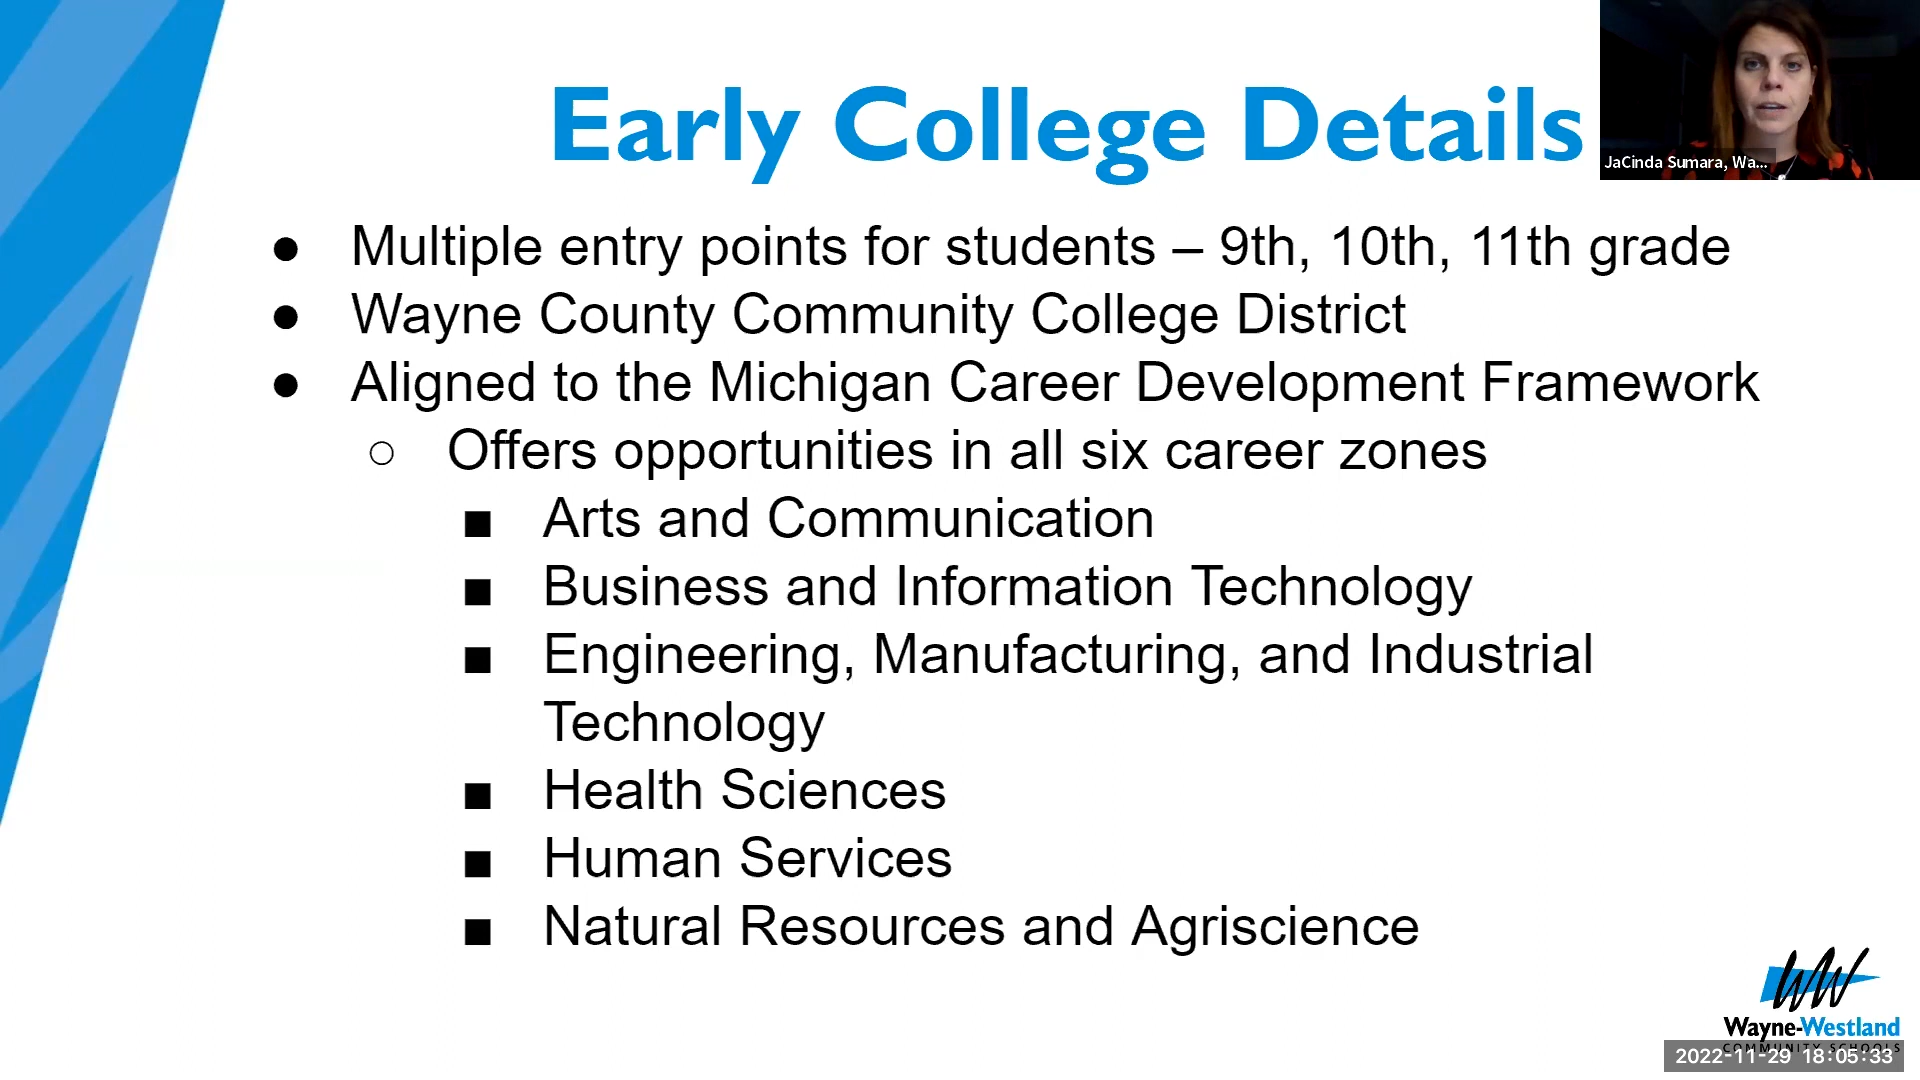 Early College Details
JaCinda Sumara, Wa...
● Multiple entry points for students – 9th, 10th, 11th grade
● Wayne County Community College District
● Aligned to the Michigan Career Development Framework
○ Offers opportunities in all six career zones
■ Arts and Communication
■ Business and Information Technology
■ Engineering, Manufacturing, and Industrial
Technology
■ Health Sciences
■ Human Services
■ Natural Resources and Agriscience
WW
Wayne-Westland
COMMUNITY SCHOOLS
2022-11-29 18:05:33